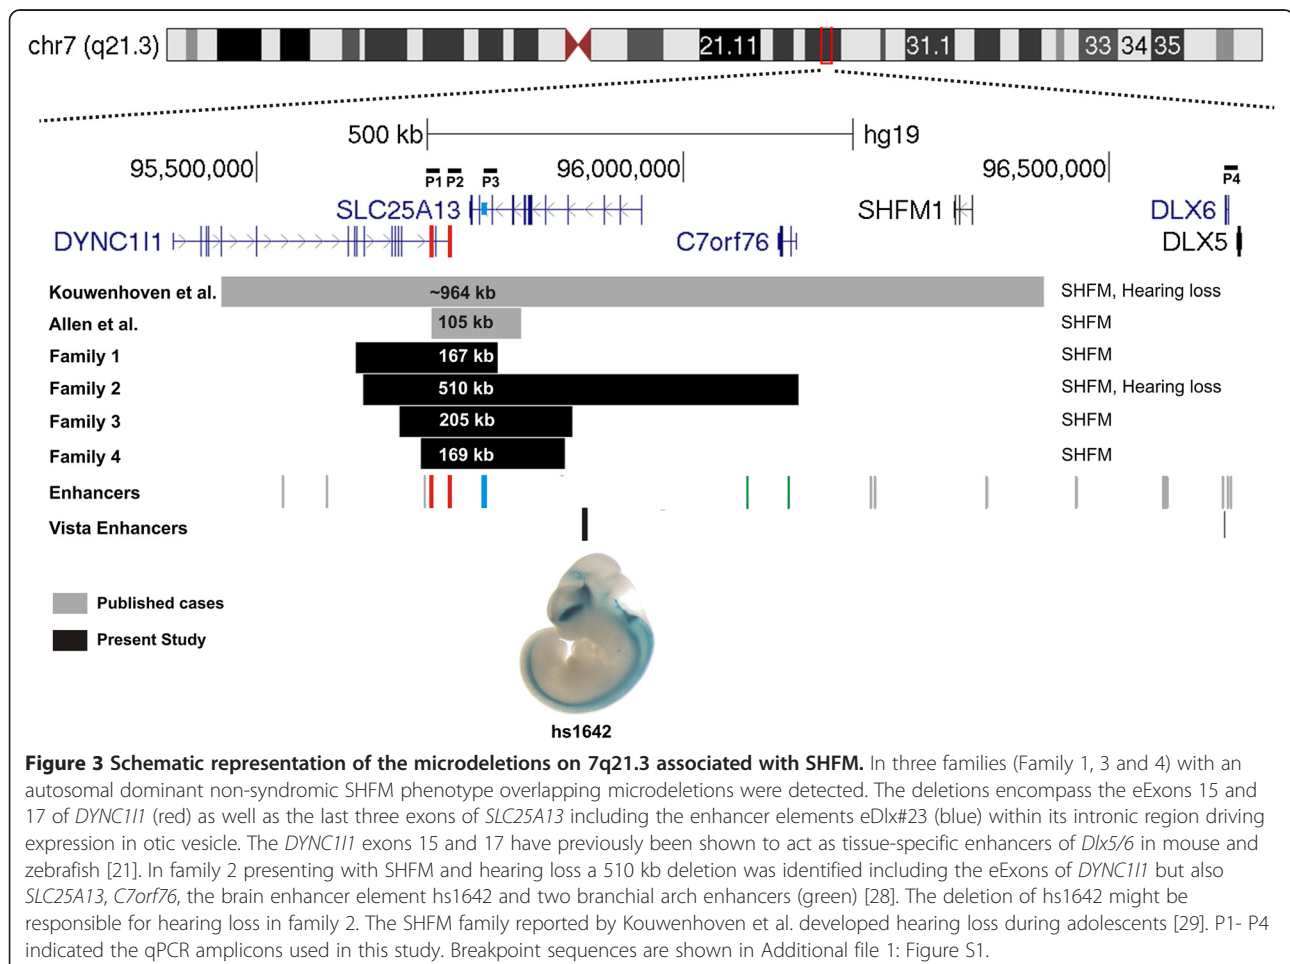 chr7 (q21.3) 21.11 31.1 33 34 35
500 kb hg19
95,500,000 96,000,000 96,500,000
P1 P2 P3 P4
SLC25A13 SHFM1 DLX6
DYNC1I1 C7orf76 DLX5
Kouwenhoven et al. ~964 kb SHFM, Hearing loss
Allen et al. 105 kb SHFM
Family 1 167 kb SHFM
Family 2 510 kb SHFM, Hearing loss
Family 3 205 kb SHFM
Family 4 169 kb SHFM
Enhancers
Vista Enhancers
Published cases
Present Study
hs1642
Figure 3 Schematic representation of the microdeletions on 7q21.3 associated with SHFM. In three families (Family 1, 3 and 4) with an
autosomal dominant non-syndromic SHFM phenotype overlapping microdeletions were detected. The deletions encompass the eExons 15 and
17 of DYNC1I1 (red) as well as the last three exons of SLC25A13 including the enhancer elements eDlx#23 (blue) within its intronic region driving
expression in otic vesicle. The DYNC1I1 exons 15 and 17 have previously been shown to act as tissue-specific enhancers of Dlx5/6 in mouse and
zebrafish [21]. In family 2 presenting with SHFM and hearing loss a 510 kb deletion was identified including the eExons of DYNC1I1 but also
SLC25A13, C7orf76, the brain enhancer element hs1642 and two branchial arch enhancers (green) [28]. The deletion of hs1642 might be
responsible for hearing loss in family 2. The SHFM family reported by Kouwenhoven et al. developed hearing loss during adolescents [29]. P1- P4
indicated the qPCR amplicons used in this study. Breakpoint sequences are shown in Additional file 1: Figure S1.